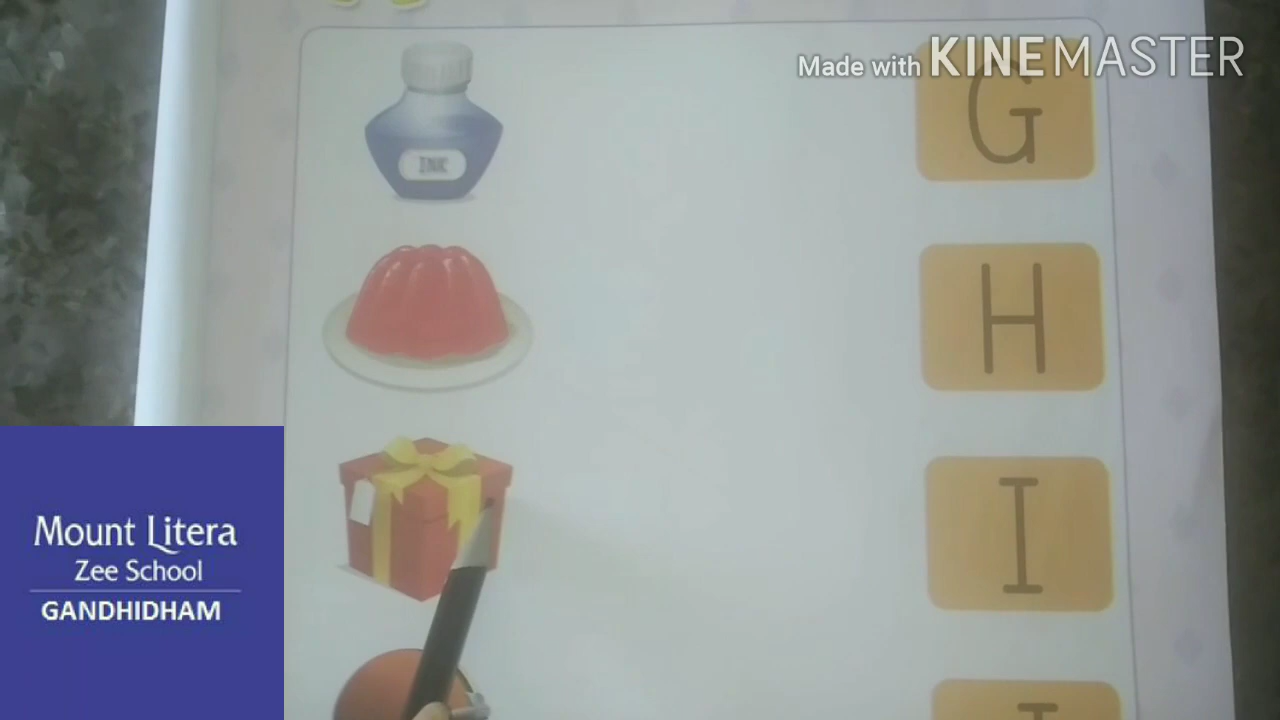 Made with KINEMASTER
INK
G
H
I
Mount Litera
Zee School
GANDHIDHAM